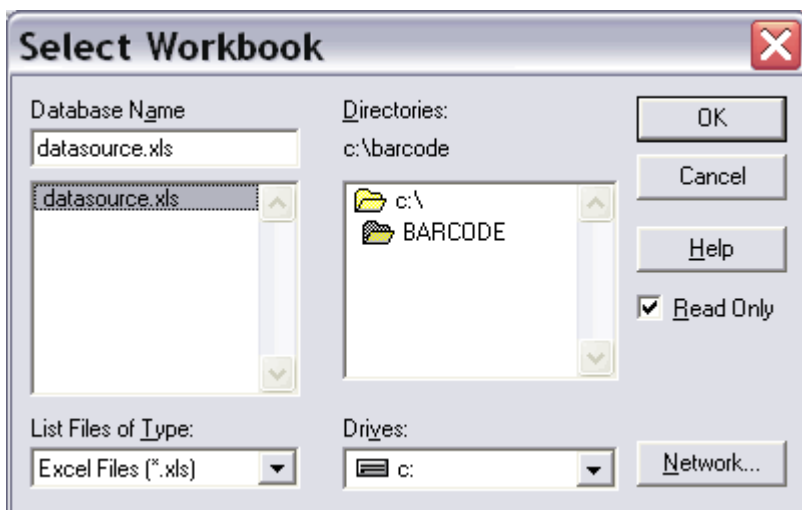 Select Workbook
Database Name
datasource.xls
datasource.xls
Directories:
c:\barcode
c:\
BARCODE
OK
Cancel
Help
Read Only
List Files of Type:
Excel Files (*.xls)
Drives:
c:
Network...